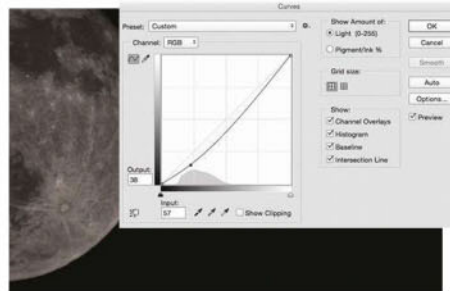 Curves
Preset: Custom
Channel: RGB
Output:
38
Input:
57
Show Clipping
Show Amount of:
Light (0-255)
Pigment/Ink %
Grid size:
Show:
Channel Overlays
Histogram
Baseline
Intersection Line
OK
Cancel
Smooth
Auto
Options...
Preview